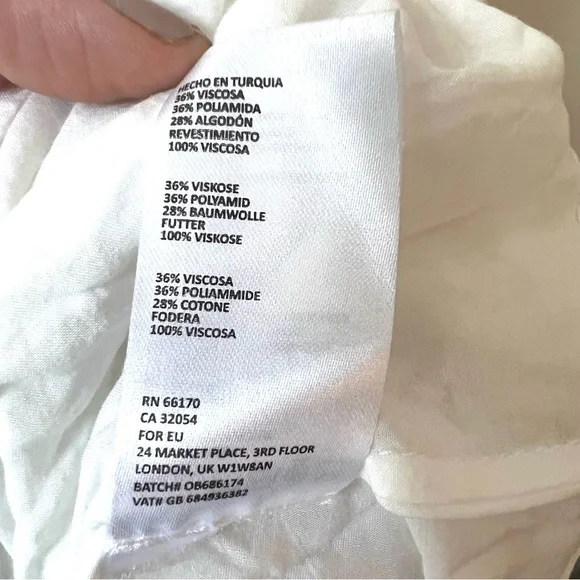 HECHO EN TURQUIA
36% VISCOSA
36% POLIAMIDA
28% ALGODÓN
REVESTIMIENTO
100% VISCOSA
36% VISKOSE
36% POLYAMID
28% BAUMWOLLE
FUTTER
100% VISKOSE
36% VISCOSA
36% POLIAMMIDE
28% COTONE
FODERA
100% VISCOSA
RN 66170
CA 32054
FOR EU
24 MARKET PLACE, 3RD FLOOR
LONDON, UK W1W8AN
BATCH# OB686174
VAT# GB 684936382